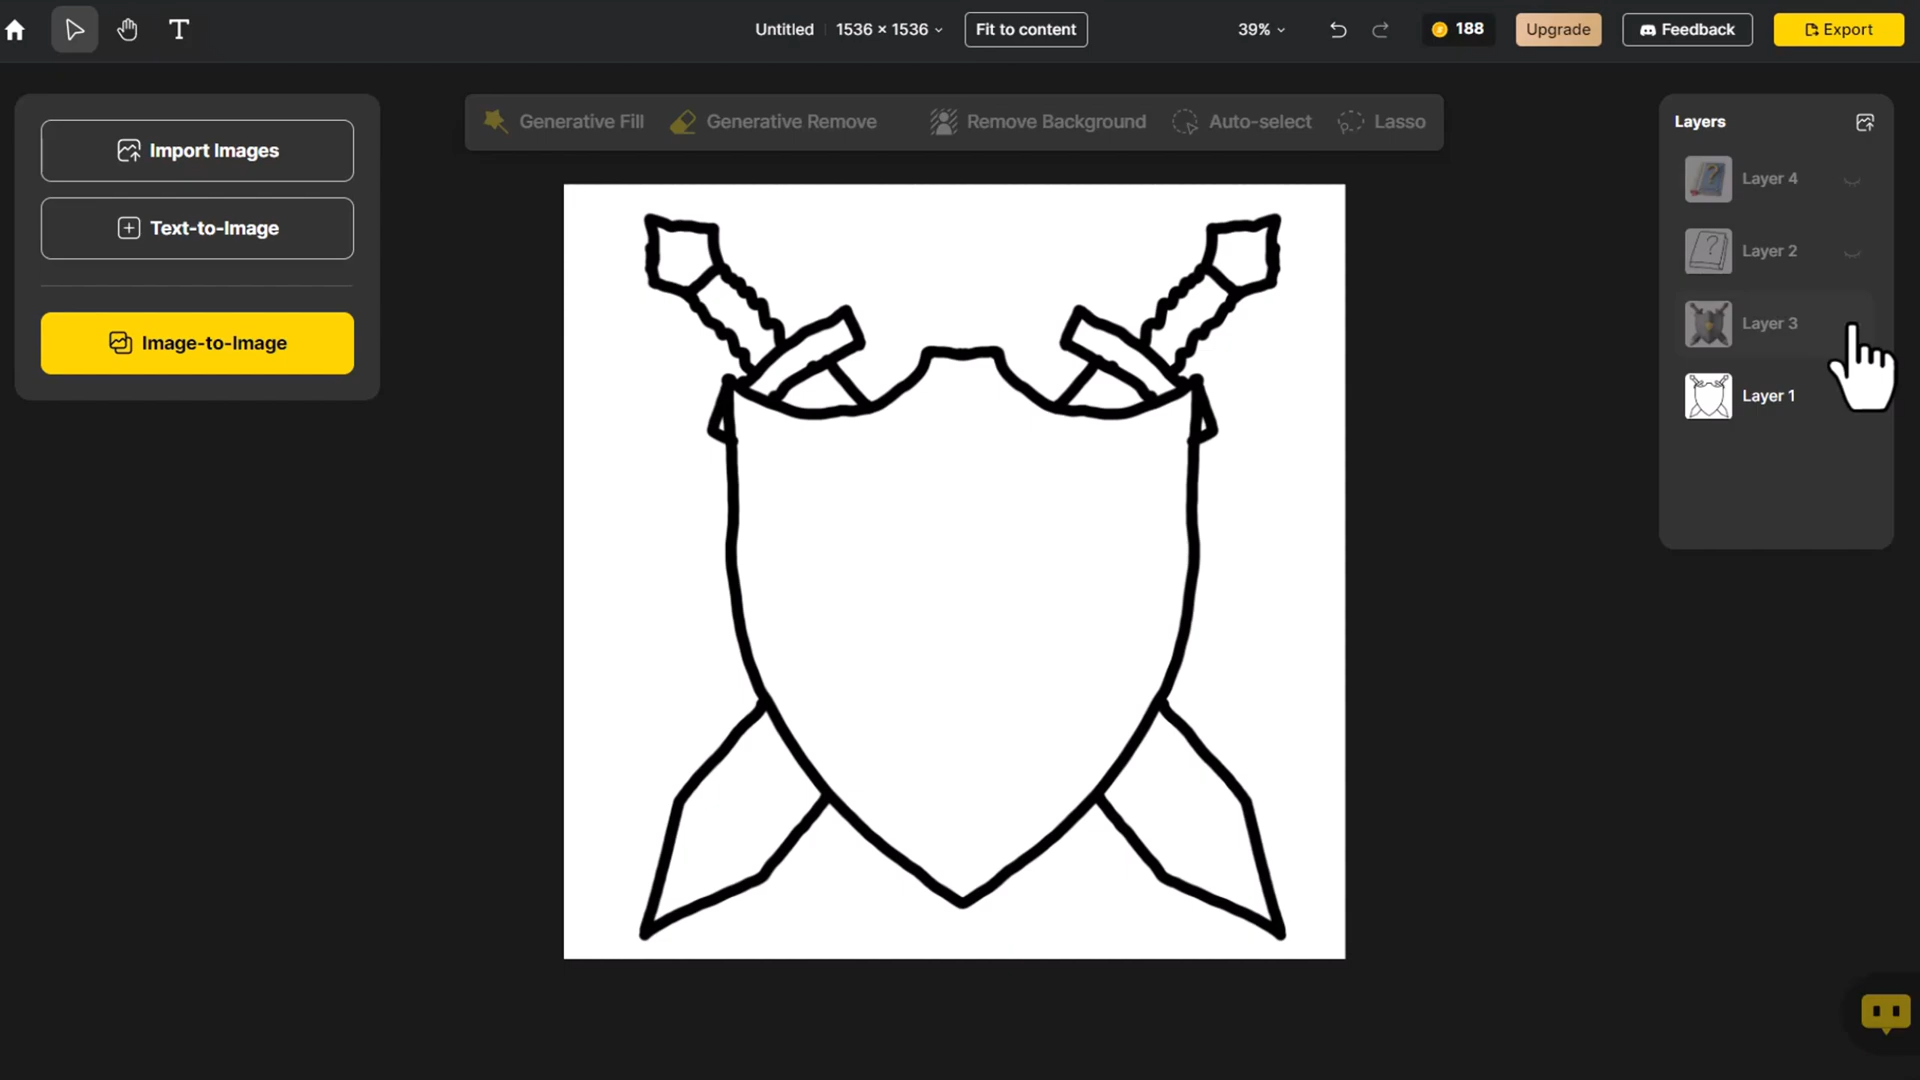 Untitled
1536 × 1536
Fit to content
39%
188
Upgrade
Feedback
Export
Import Images
Text-to-Image
Image-to-Image
Generative Fill
Generative Remove
Remove Background
Auto-select
Lasso
Layers
Layer 4
Layer 2
Layer 3
Layer 1